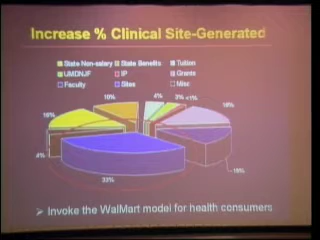 Increase % Clinical Site-Generated
State Non-salary State Benefits Tuition
UMDNJF IP Grants
Faculty Sites Misc
10% 4% 3% <1%
16% 16%
4%
15%
33%
➢ Invoke the WalMart model for health consumers